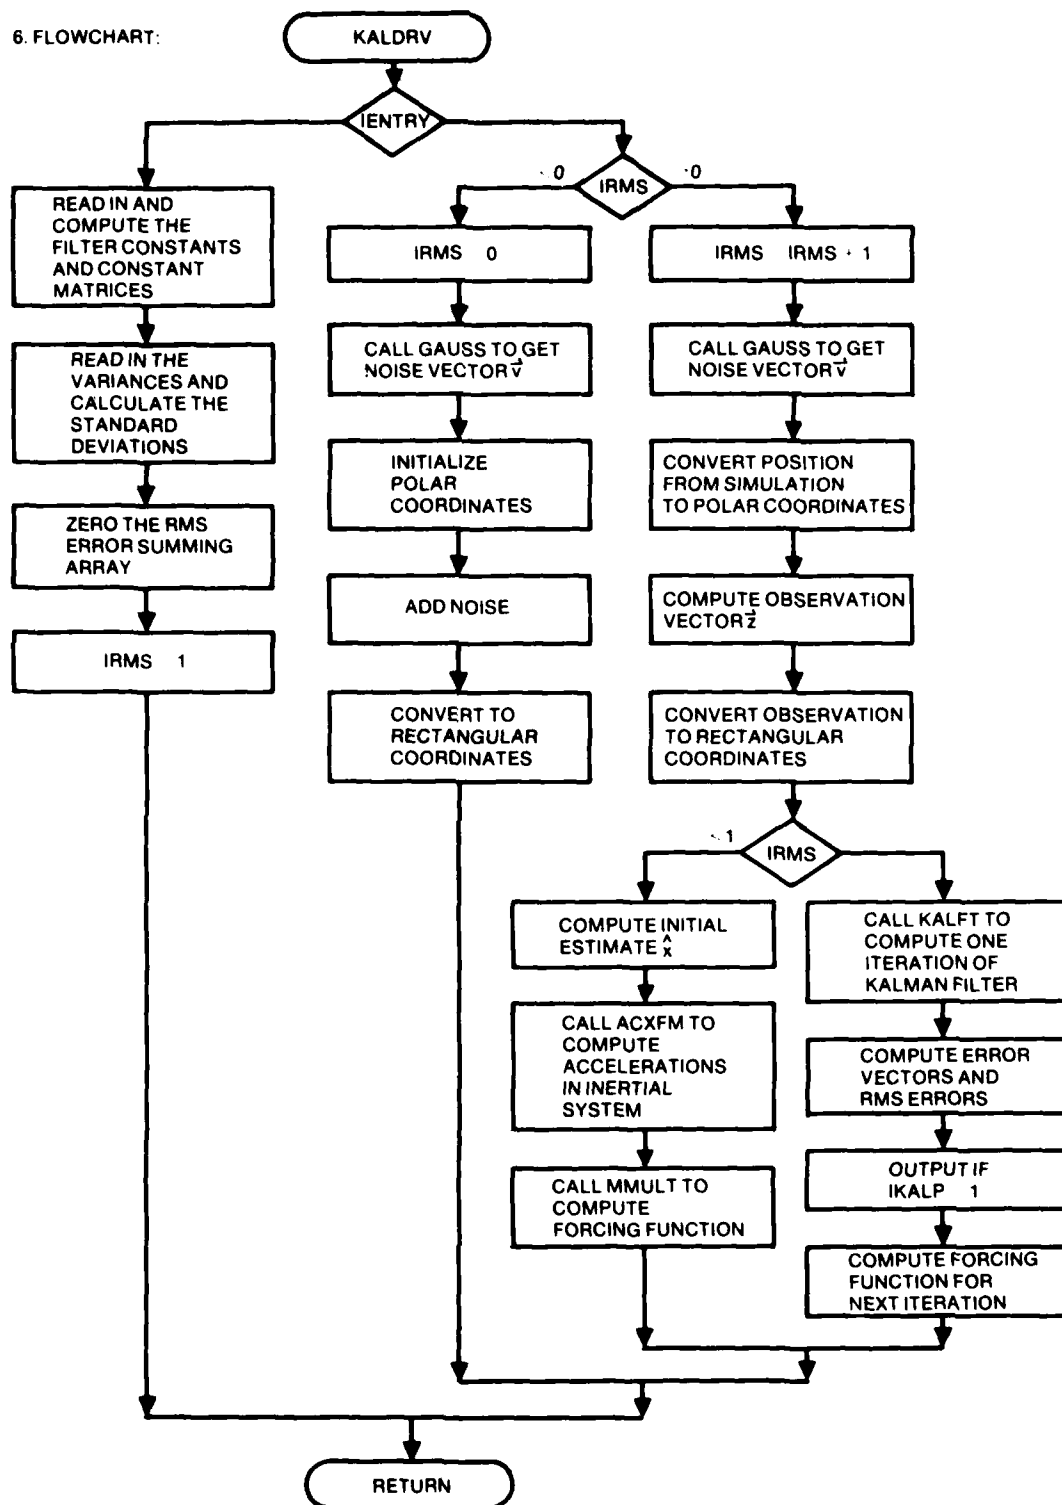 6. FLOWCHART:
KALDRV
IENTRY
READ IN AND
COMPUTE THE
FILTER CONSTANTS
AND CONSTANT
MATRICES
READ IN THE
VARIANCES AND
CALCULATE THE
STANDARD
DEVIATIONS
ZERO THE RMS
ERROR SUMMING
ARRAY
IRMS 1
0
IRMS
0
IRMS 0
CALL GAUSS TO GET
NOISE VECTOR v⃗
INITIALIZE
POLAR
COORDINATES
ADD NOISE
CONVERT TO
RECTANGULAR
COORDINATES
IRMS IRMS + 1
CALL GAUSS TO GET
NOISE VECTOR v⃗
CONVERT POSITION
FROM SIMULATION
TO POLAR COORDINATES
COMPUTE OBSERVATION
VECTOR z⃗
CONVERT OBSERVATION
TO RECTANGULAR
COORDINATES
1
IRMS
COMPUTE INITIAL
ESTIMATE x̂
CALL ACXFM TO
COMPUTE
ACCELERATIONS
IN INERTIAL
SYSTEM
CALL MMULT TO
COMPUTE
FORCING FUNCTION
CALL KALFT TO
COMPUTE ONE
ITERATION OF
KALMAN FILTER
COMPUTE ERROR
VECTORS AND
RMS ERRORS
OUTPUT IF
IKALP 1
COMPUTE FORCING
FUNCTION FOR
NEXT ITERATION
RETURN